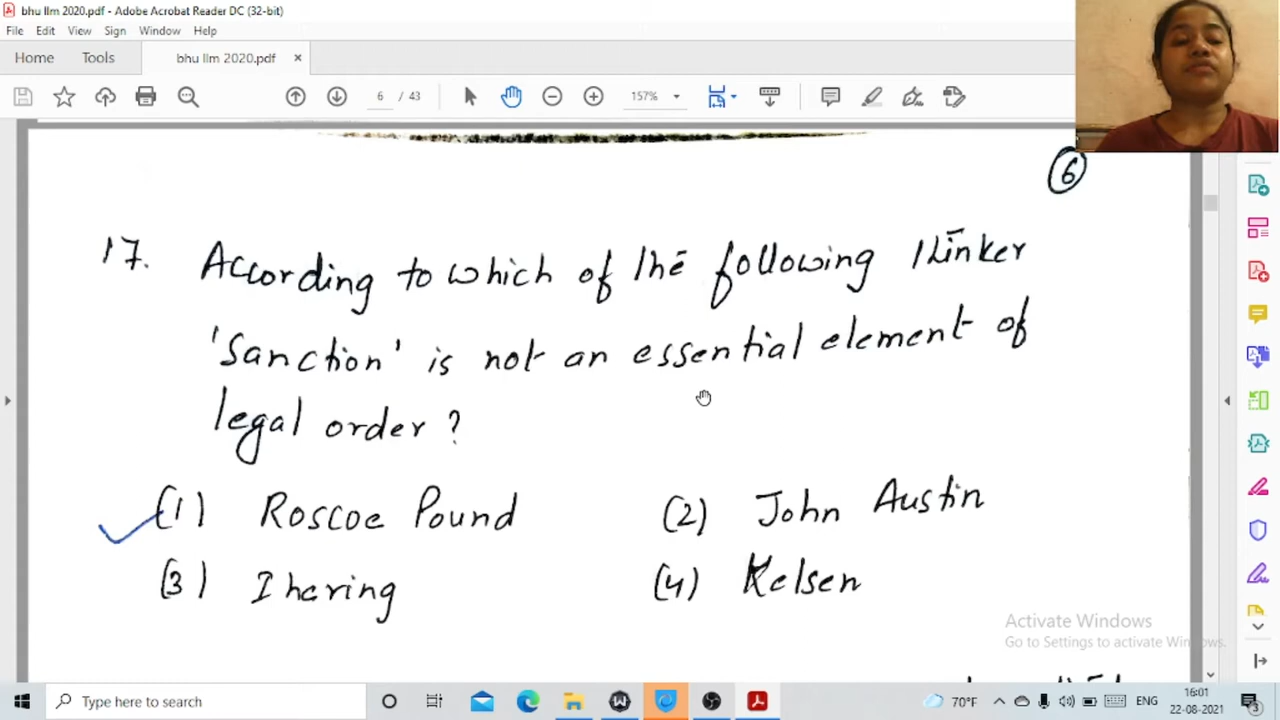 bhu llm 2020.pdf - Adobe Acrobat Reader DC (32-bit)
File Edit View Sign Window Help
Home Tools bhu llm 2020.pdf ×
6 / 43 157%
6
17. According to which of the following thinker
'Sanction' is not an essential element of
legal order ?
(1) Roscoe Pound (2) John Austin
(3) Ihering (4) Kelsen
Activate Windows
Go to Settings to activate Windows.
Type here to search 70°F ENG 16:01
22-08-2021 3